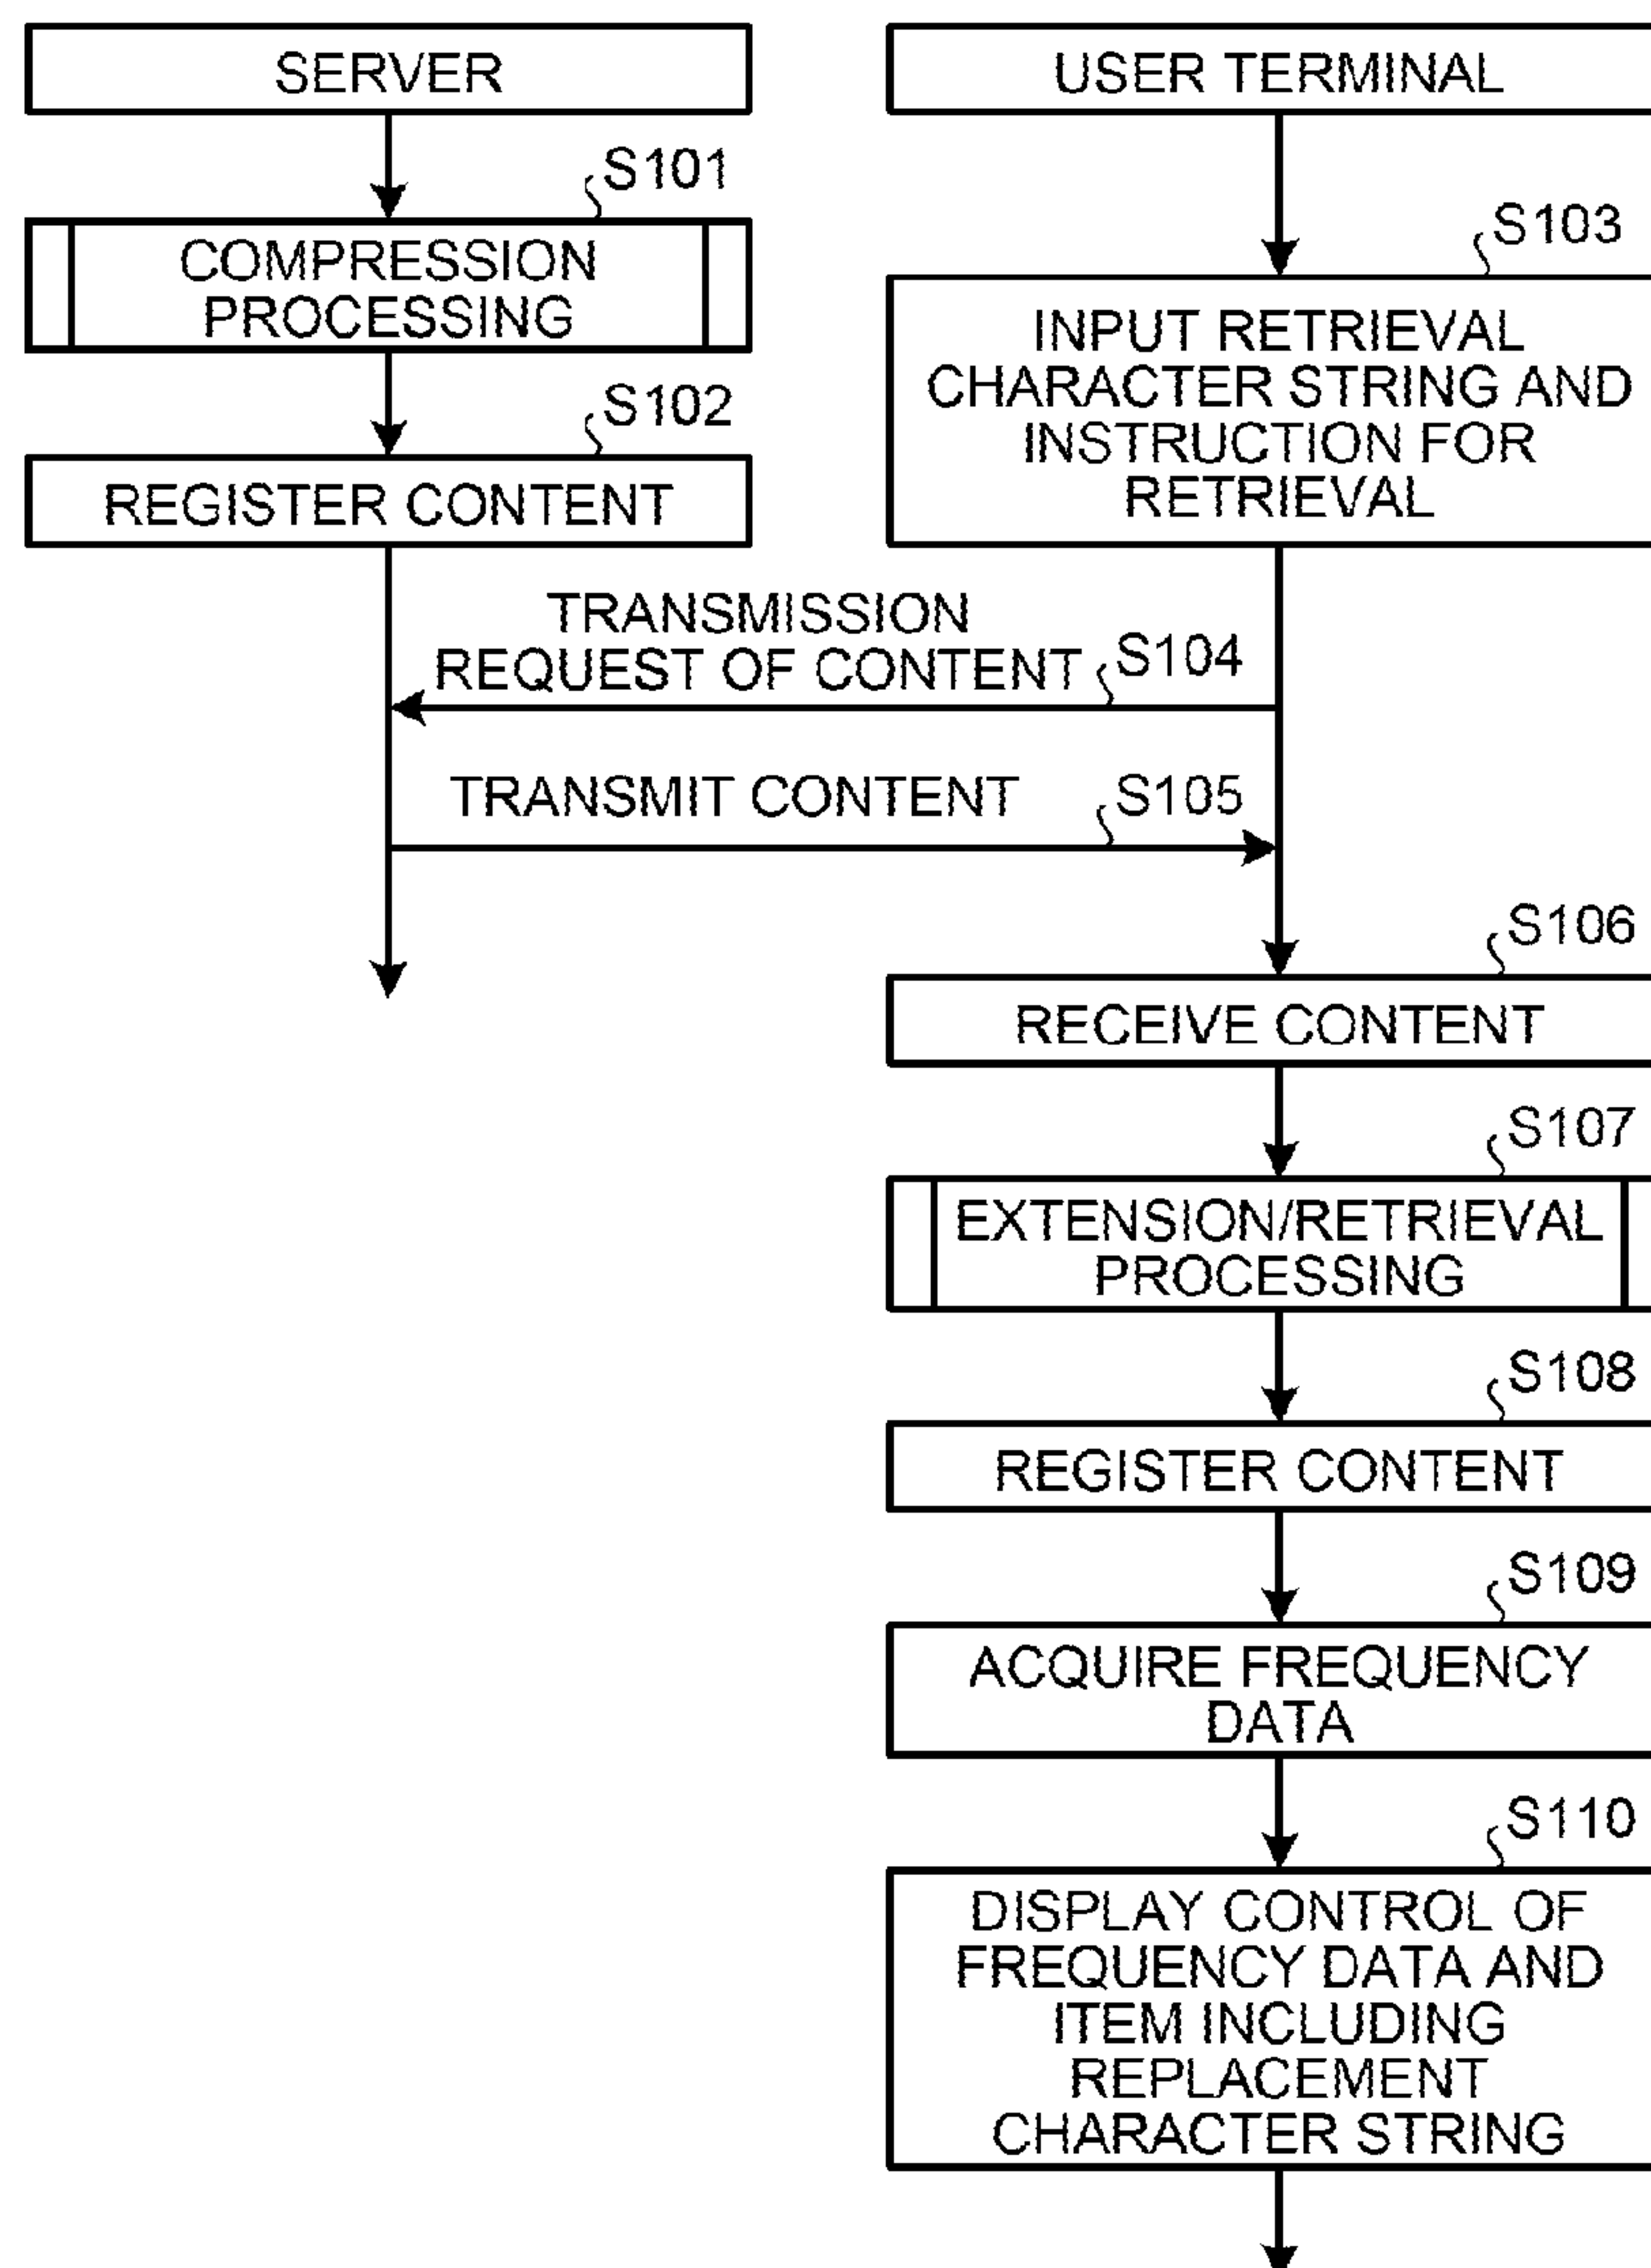 SERVER
USER TERMINAL
S101
COMPRESSION
PROCESSING
S102
REGISTER CONTENT
S103
INPUT RETRIEVAL
CHARACTER STRING AND
INSTRUCTION FOR
RETRIEVAL
TRANSMISSION
REQUEST OF CONTENT
S104
TRANSMIT CONTENT
S105
S106
RECEIVE CONTENT
S107
EXTENSION/RETRIEVAL
PROCESSING
S108
REGISTER CONTENT
S109
ACQUIRE FREQUENCY
DATA
S110
DISPLAY CONTROL OF
FREQUENCY DATA AND
ITEM INCLUDING
REPLACEMENT
CHARACTER STRING